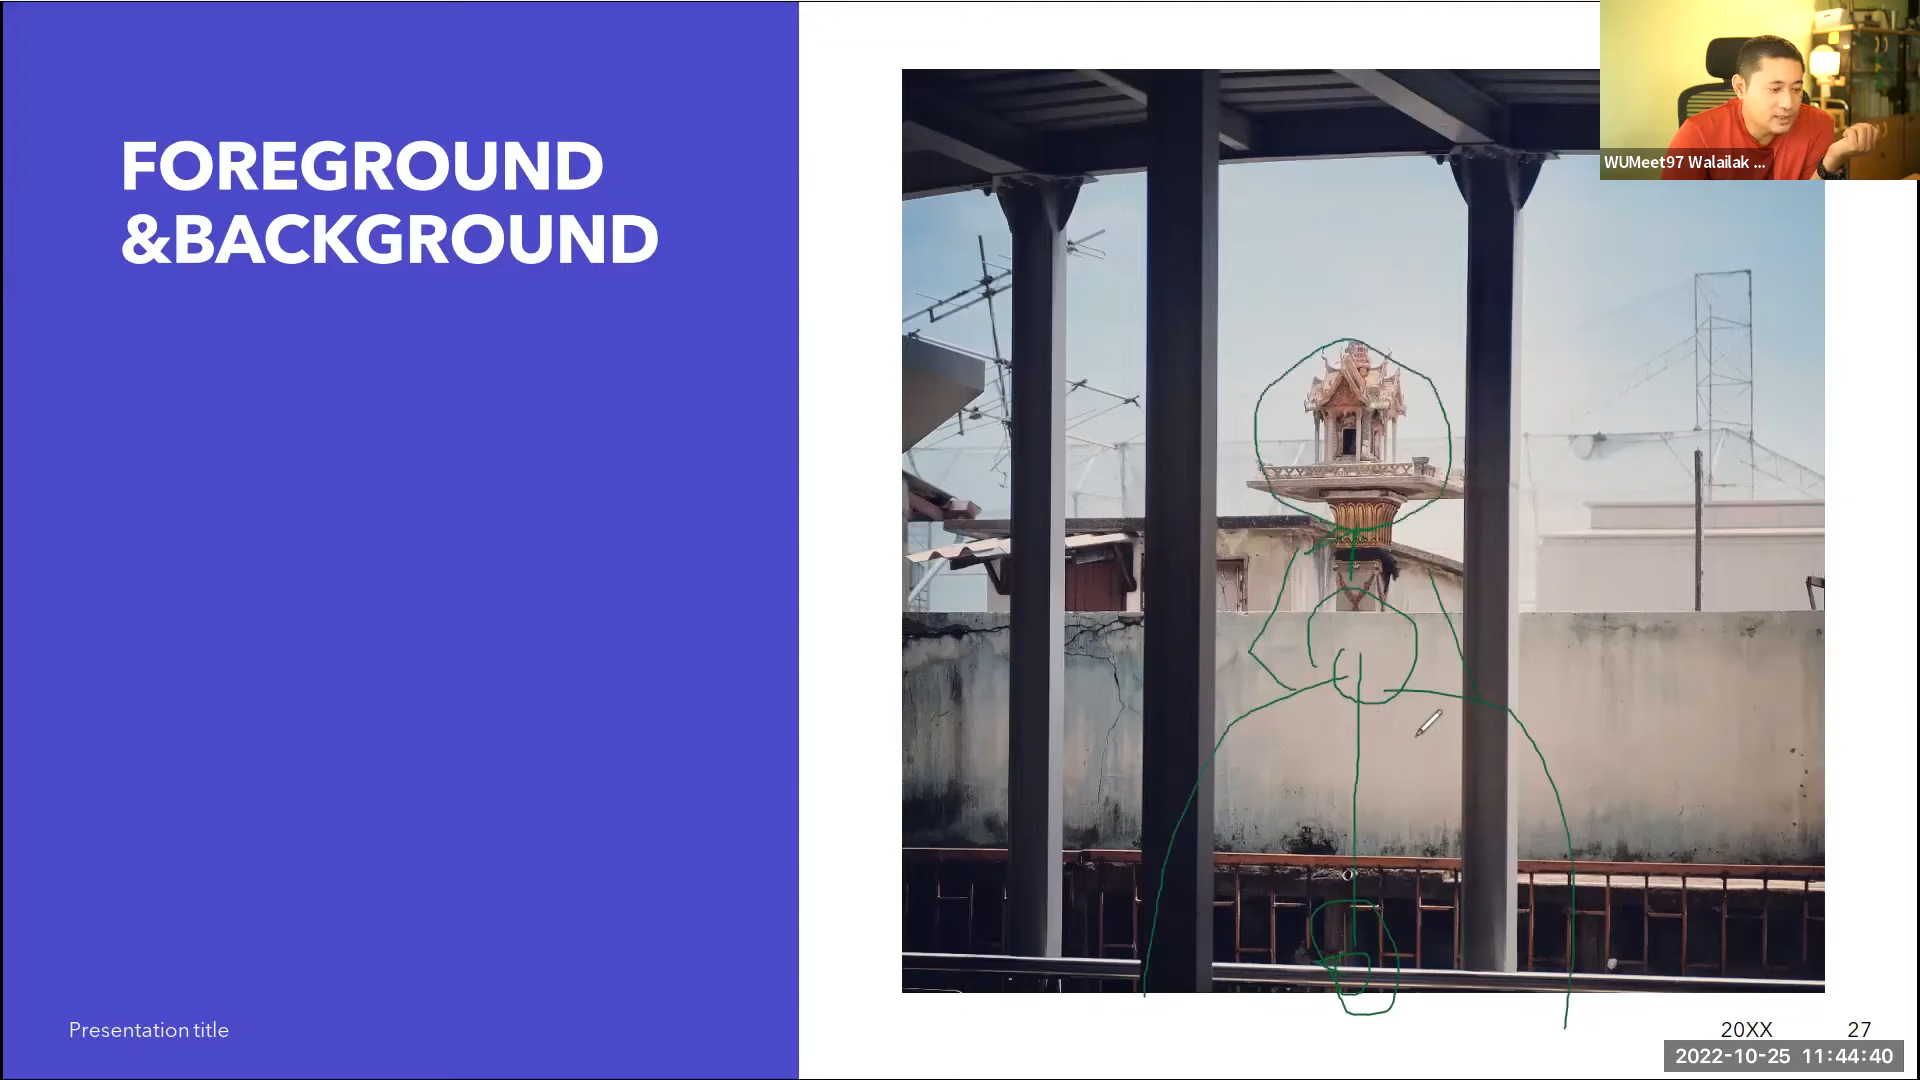 FOREGROUND
&BACKGROUND
WUMeet97 Walailak ...
Presentation title
20XX
27
2022-10-25 11:44:40